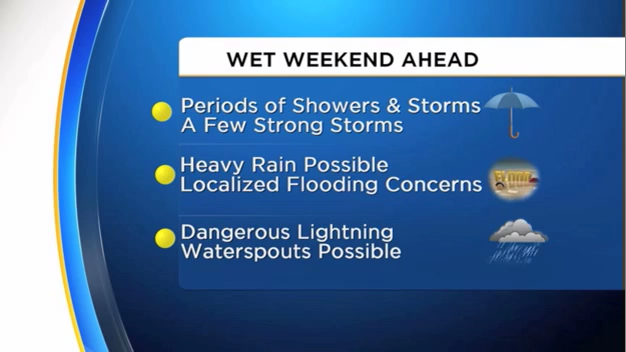 WET WEEKEND AHEAD
Periods of Showers & Storms
A Few Strong Storms
Heavy Rain Possible
Localized Flooding Concerns
Dangerous Lightning
Waterspouts Possible